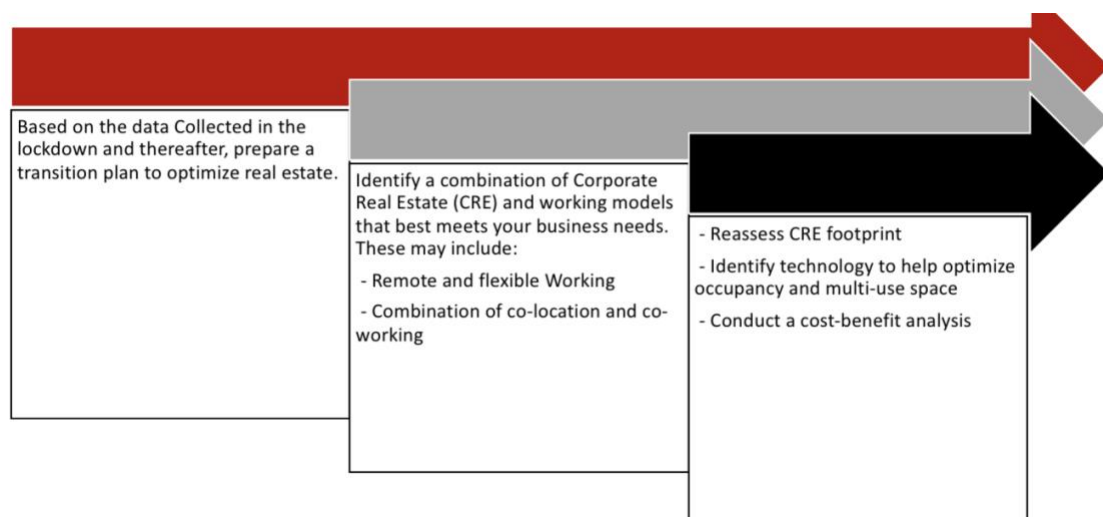 Based on the data Collected in the
lockdown and thereafter, prepare a
transition plan to optimize real estate.
Identify a combination of Corporate
Real Estate (CRE) and working models
that best meets your business needs.
These may include:
- Remote and flexible Working
- Combination of co-location and co-
working
- Reassess CRE footprint
- Identify technology to help optimize
occupancy and multi-use space
- Conduct a cost-benefit analysis